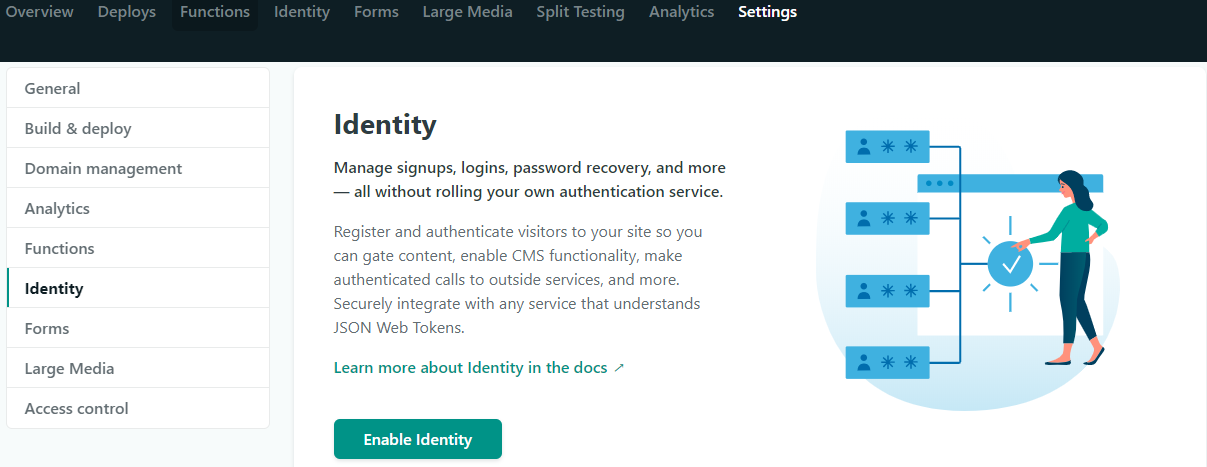 Overview Deploys Functions Identity Forms Large Media Split Testing Analytics Settings
General
Build & deploy
Domain management
Analytics
Functions
Identity
Forms
Large Media
Access control
Identity
Manage signups, logins, password recovery, and more
— all without rolling your own authentication service.
Register and authenticate visitors to your site so you
can gate content, enable CMS functionality, make
authenticated calls to outside services, and more.
Securely integrate with any service that understands
JSON Web Tokens.
Learn more about Identity in the docs ↗
Enable Identity